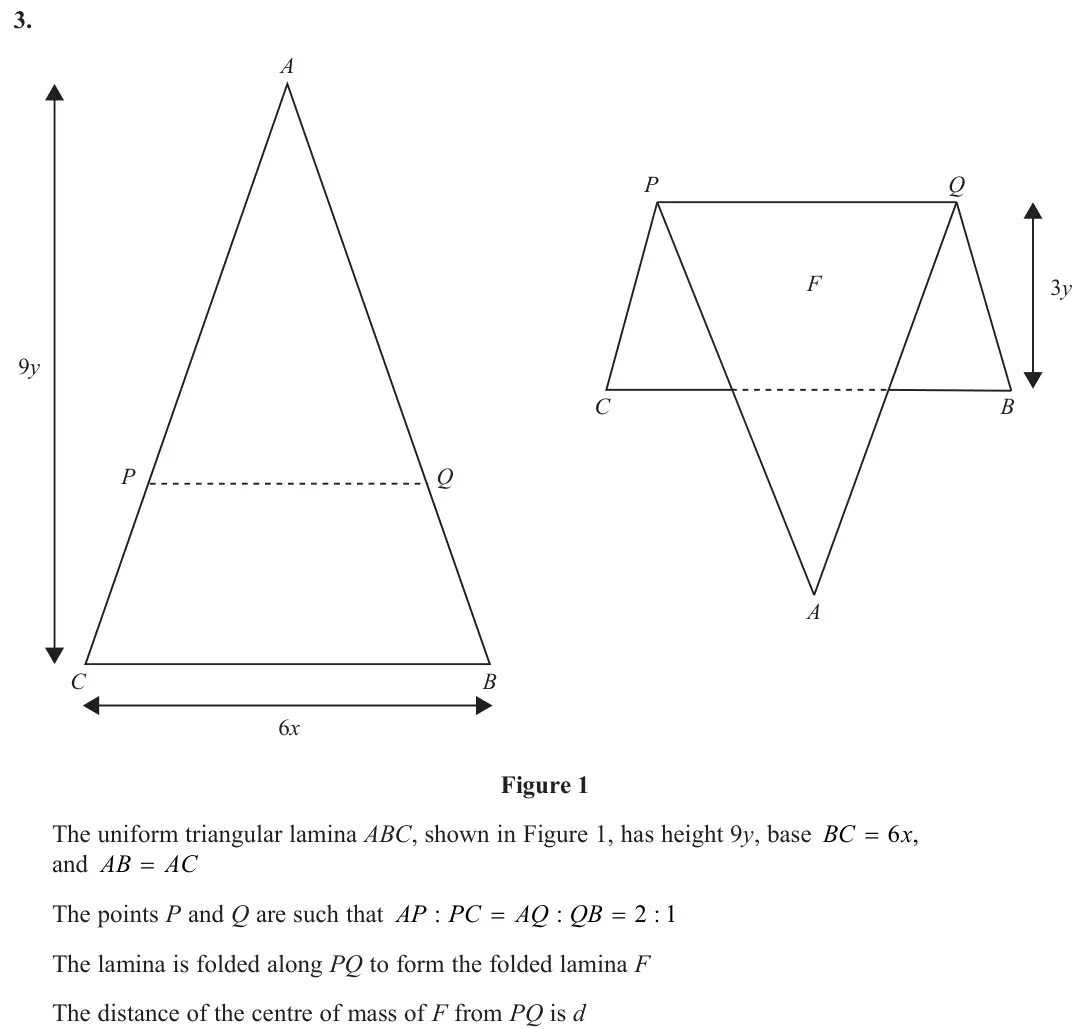 3.
A
9y
P
Q
C
B
6x
P
Q
F
3y
C
B
A
Figure 1
The uniform triangular lamina ABC, shown in Figure 1, has height 9y, base BC = 6x,
and AB = AC
The points P and Q are such that AP : PC = AQ : QB = 2 : 1
The lamina is folded along PQ to form the folded lamina F
The distance of the centre of mass of F from PQ is d